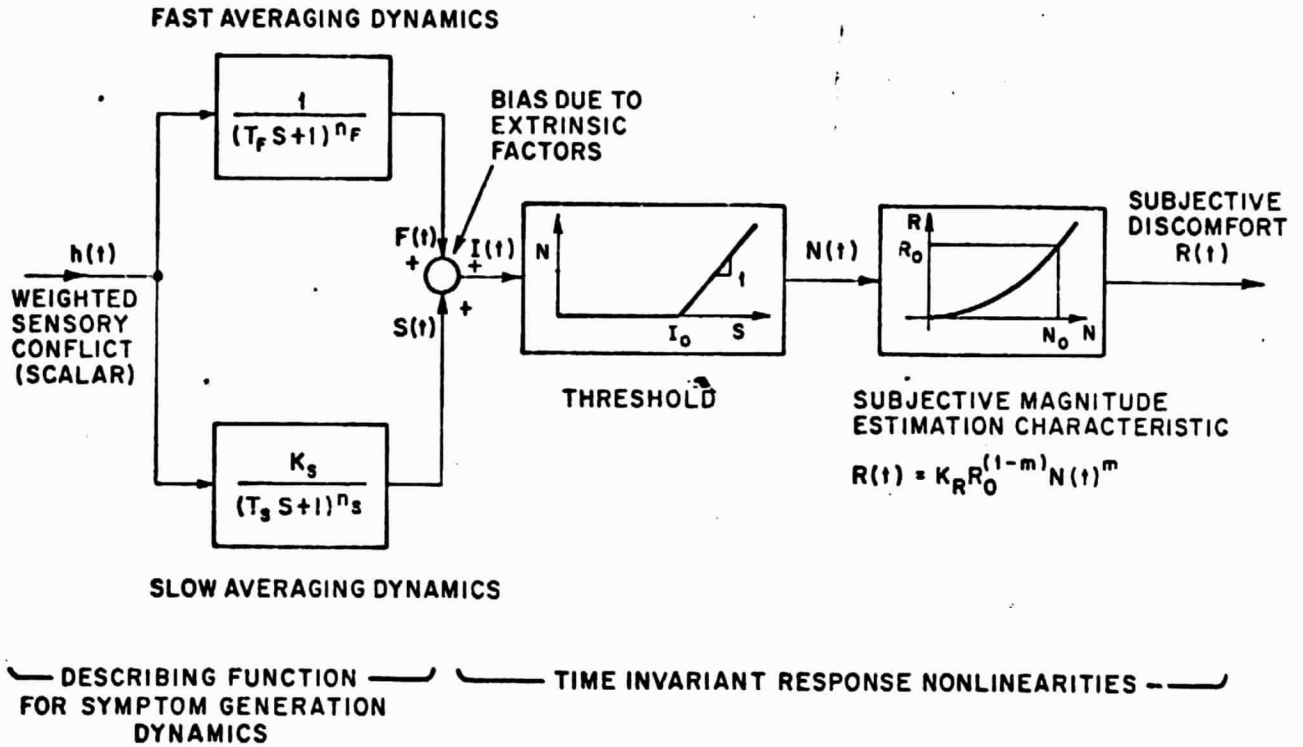 FAST AVERAGING DYNAMICS
1
(T_F S+1)^n_F
BIAS DUE TO
EXTRINSIC
FACTORS
F(t)
+
I(t)
+
h(t)
WEIGHTED
SENSORY
CONFLICT
(SCALAR)
S(t)
+
N
1
I_0
S
THRESHOLD
N(t)
R
R_0
N_0
N
SUBJECTIVE
DISCOMFORT
R(t)
SUBJECTIVE MAGNITUDE
ESTIMATION CHARACTERISTIC
R(t) = K_R R_0^(1-m) N(t)^m
K_S
(T_S S+1)^n_S
SLOW AVERAGING DYNAMICS
DESCRIBING FUNCTION
FOR SYMPTOM GENERATION
DYNAMICS
TIME INVARIANT RESPONSE NONLINEARITIES